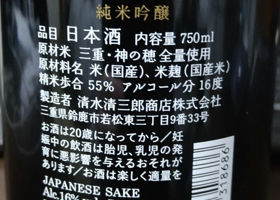 純米吟醸
品目 日本酒 内容量 750ml
原材米 三重・神の穂 全量使用
原材料名 米(国産)、米麹(国産米)
精米歩合 55% アルコール分 16度
製造者 清水清三郎商店株式会社
三重県鈴鹿市若松東三丁目9番33号
お酒は20歳になってから/妊
娠中の飲酒は胎児、乳児の発
育に悪影響を与えるおそれが
あります/お酒は楽しく適量を
JAPANESE SAKE
318686